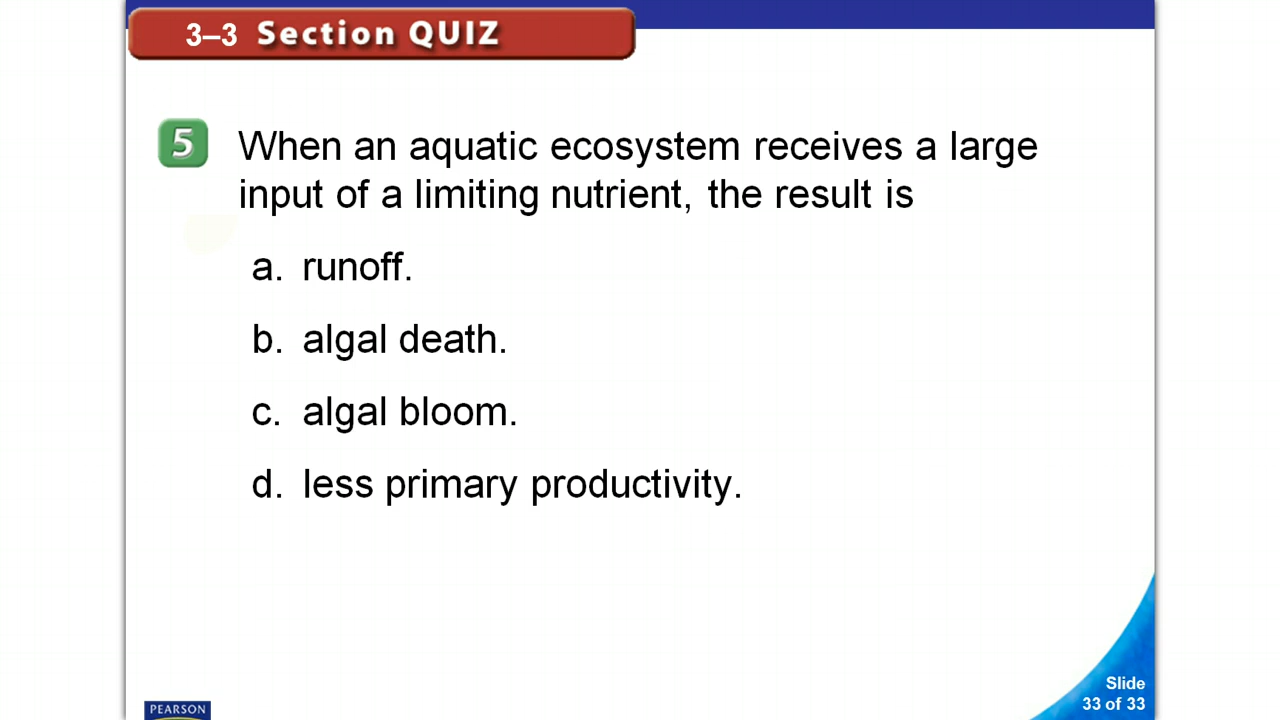 3–3 Section QUIZ
5 When an aquatic ecosystem receives a large
input of a limiting nutrient, the result is
a. runoff.
b. algal death.
c. algal bloom.
d. less primary productivity.
Slide
33 of 33
PEARSON